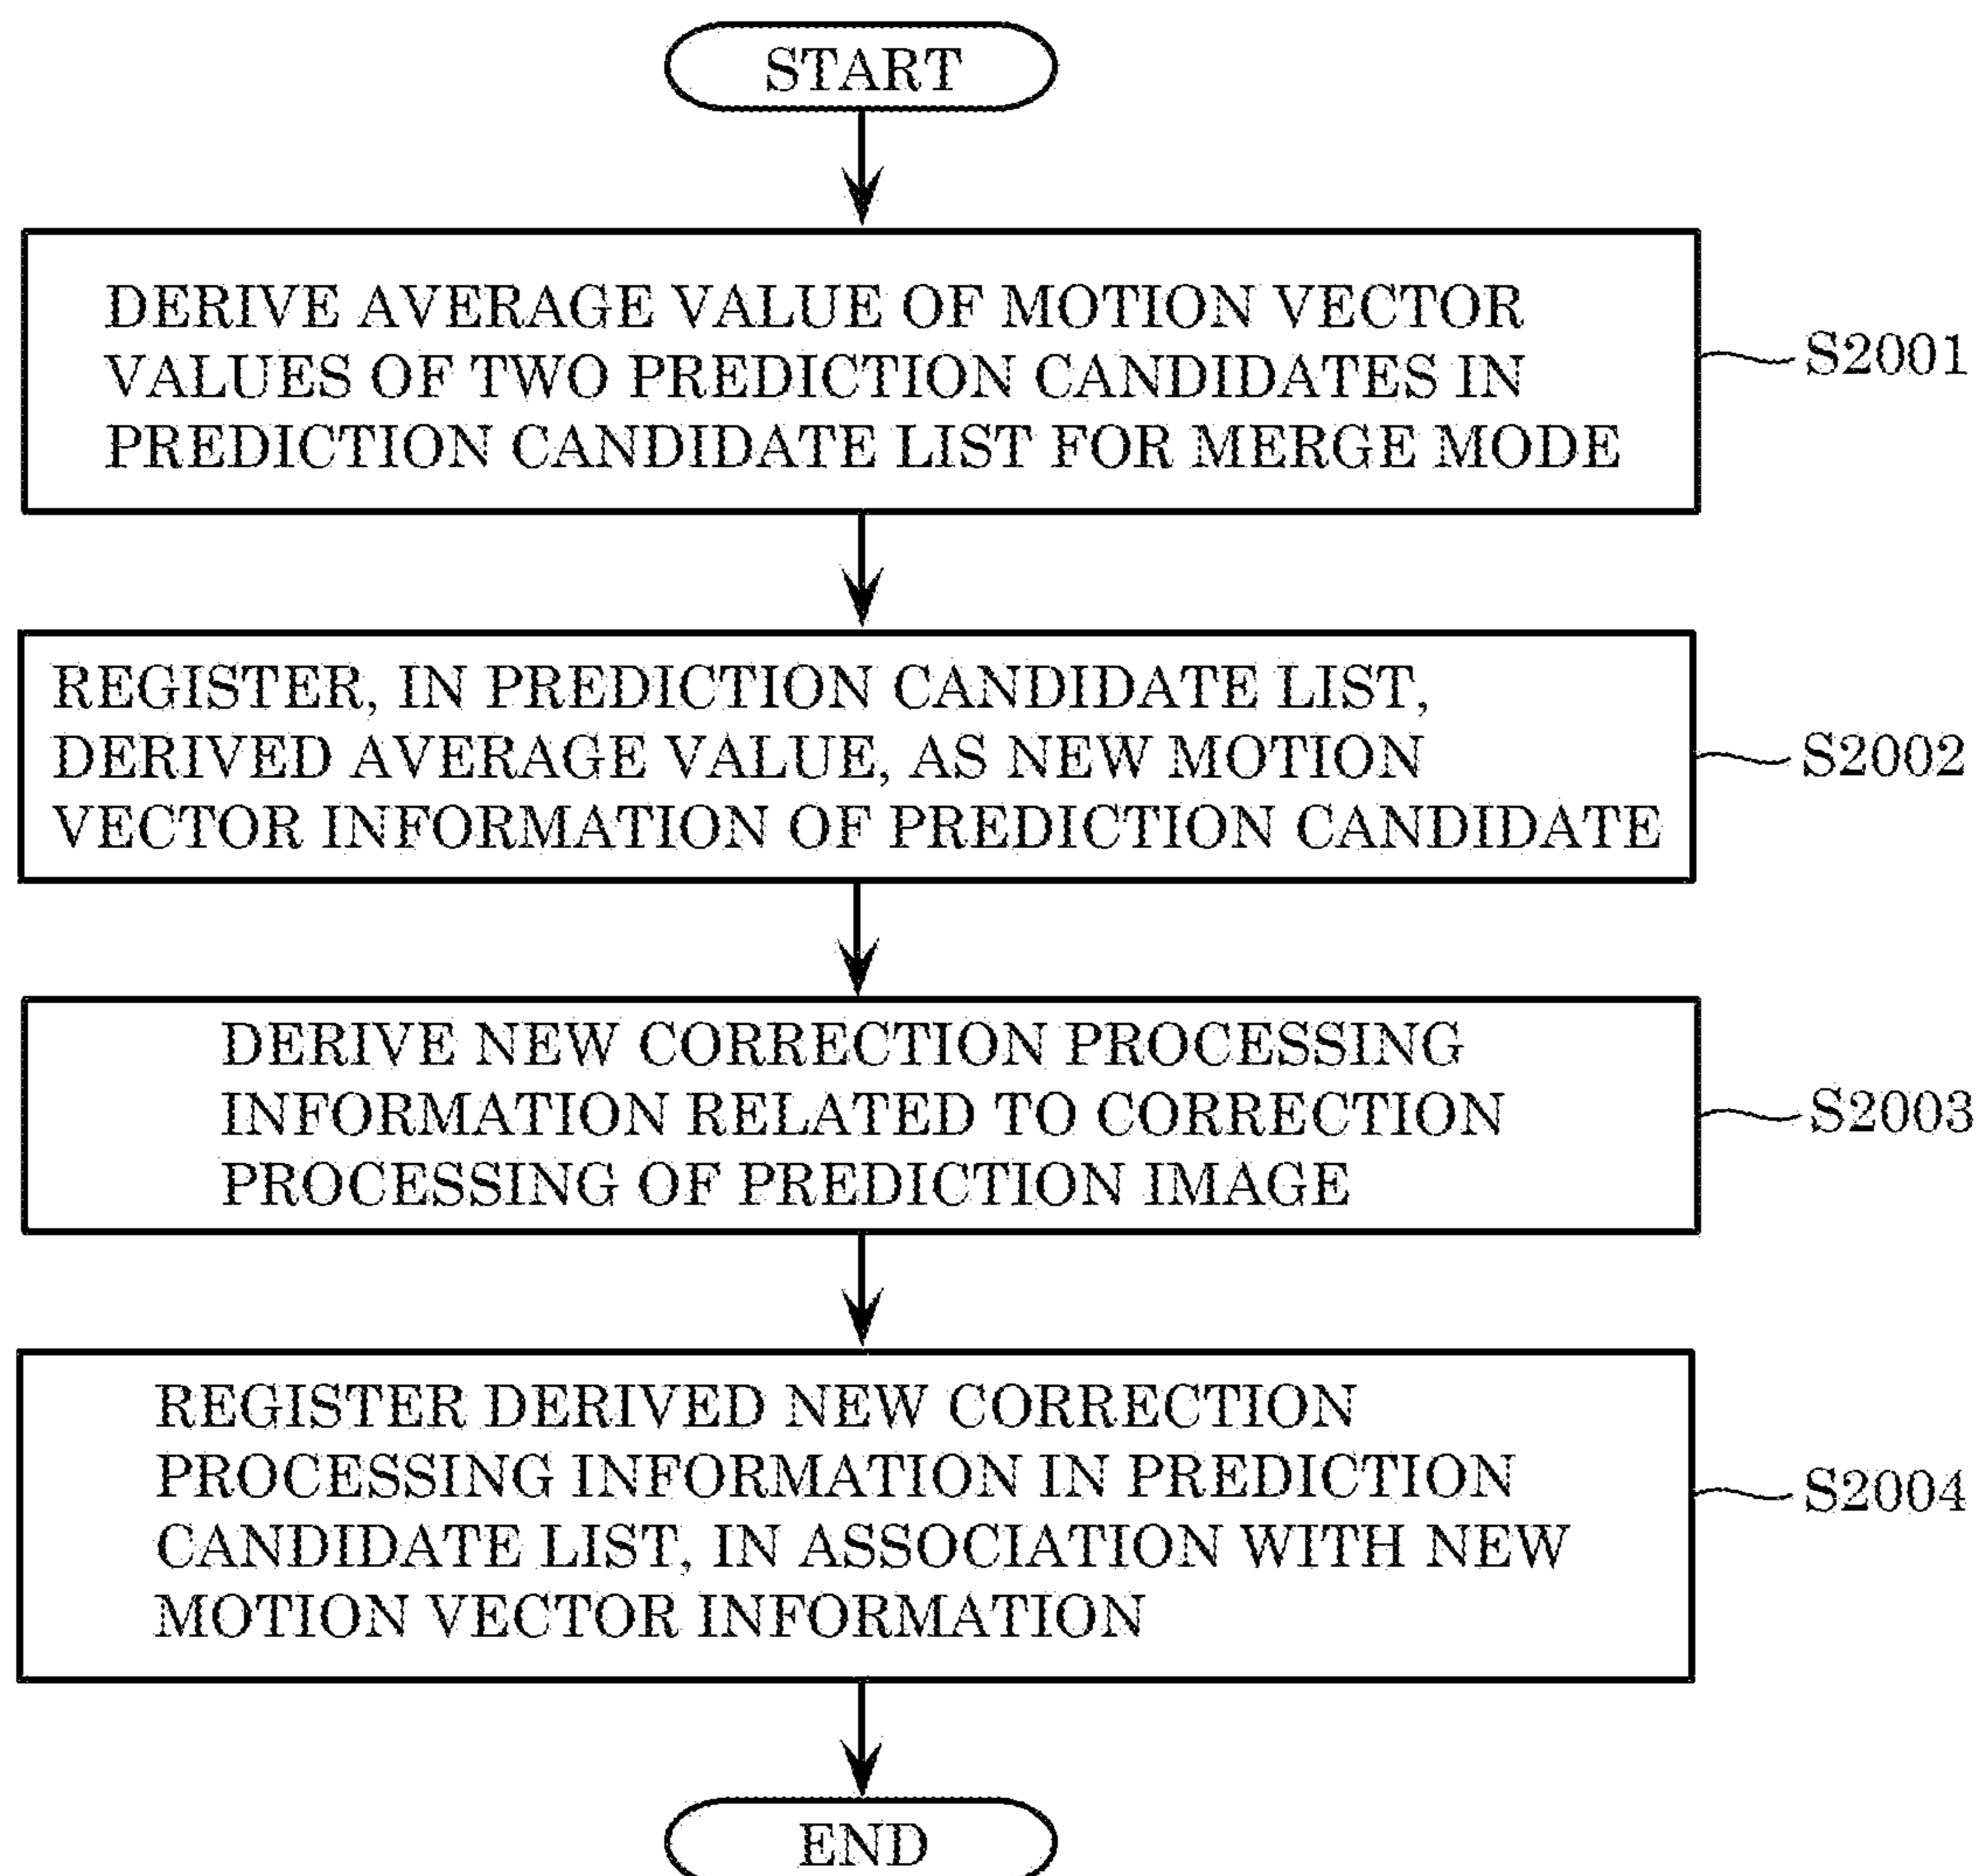 START
DERIVE AVERAGE VALUE OF MOTION VECTOR
VALUES OF TWO PREDICTION CANDIDATES IN
PREDICTION CANDIDATE LIST FOR MERGE MODE
S2001
REGISTER, IN PREDICTION CANDIDATE LIST,
DERIVED AVERAGE VALUE, AS NEW MOTION
VECTOR INFORMATION OF PREDICTION CANDIDATE
S2002
DERIVE NEW CORRECTION PROCESSING
INFORMATION RELATED TO CORRECTION
PROCESSING OF PREDICTION IMAGE
S2003
REGISTER DERIVED NEW CORRECTION
PROCESSING INFORMATION IN PREDICTION
CANDIDATE LIST, IN ASSOCIATION WITH NEW
MOTION VECTOR INFORMATION
S2004
END